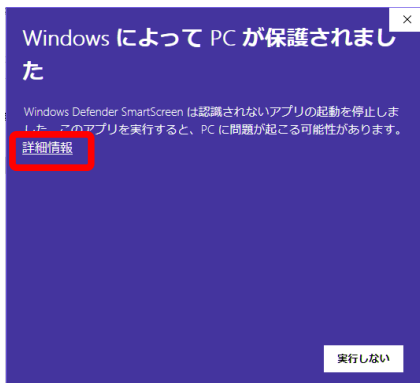 Windows によって PC が保護されまし
た
Windows Defender SmartScreen は認識されないアプリの起動を停止しま
した。このアプリを実行すると、PC に問題が起こる可能性があります。
詳細情報
実行しない